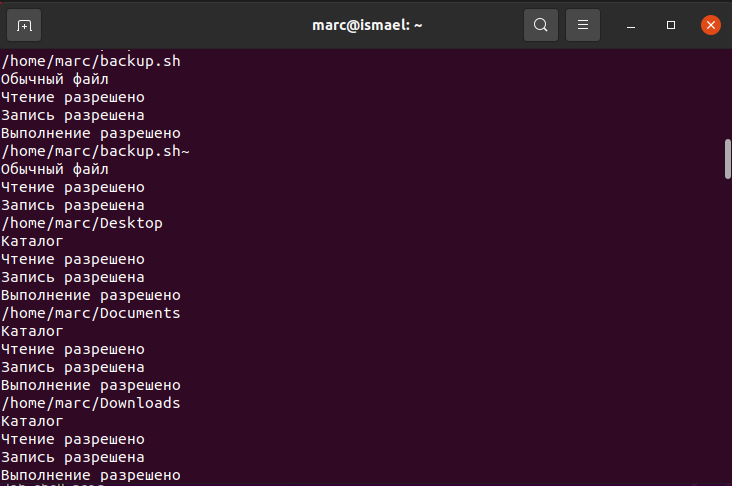 marc@ismael: ~
/home/marc/backup.sh
Обычный файл
Чтение разрешено
Запись разрешена
Выполнение разрешено
/home/marc/backup.sh~
Обычный файл
Чтение разрешено
Запись разрешена
/home/marc/Desktop
Каталог
Чтение разрешено
Запись разрешена
Выполнение разрешено
/home/marc/Documents
Каталог
Чтение разрешено
Запись разрешена
Выполнение разрешено
/home/marc/Downloads
Каталог
Чтение разрешено
Запись разрешена
Выполнение разрешено